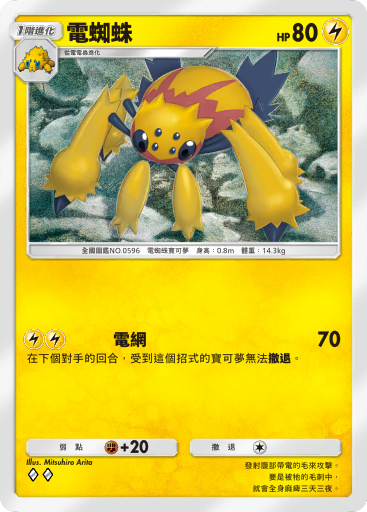 1階進化 電蜘蛛 HP 80
從電電蟲進化
全國圖鑑NO.0596 電蜘蛛寶可夢 身高：0.8m 體重：14.3kg
電網 70
在下個對手的回合，受到這個招式的寶可夢無法撤退。
弱點 +20 撤退
Illus. Mitsuhiro Arita
發射腹部帶電的毛來攻擊。
要是被牠的毛刺中，
就會全身麻痺三天三夜。